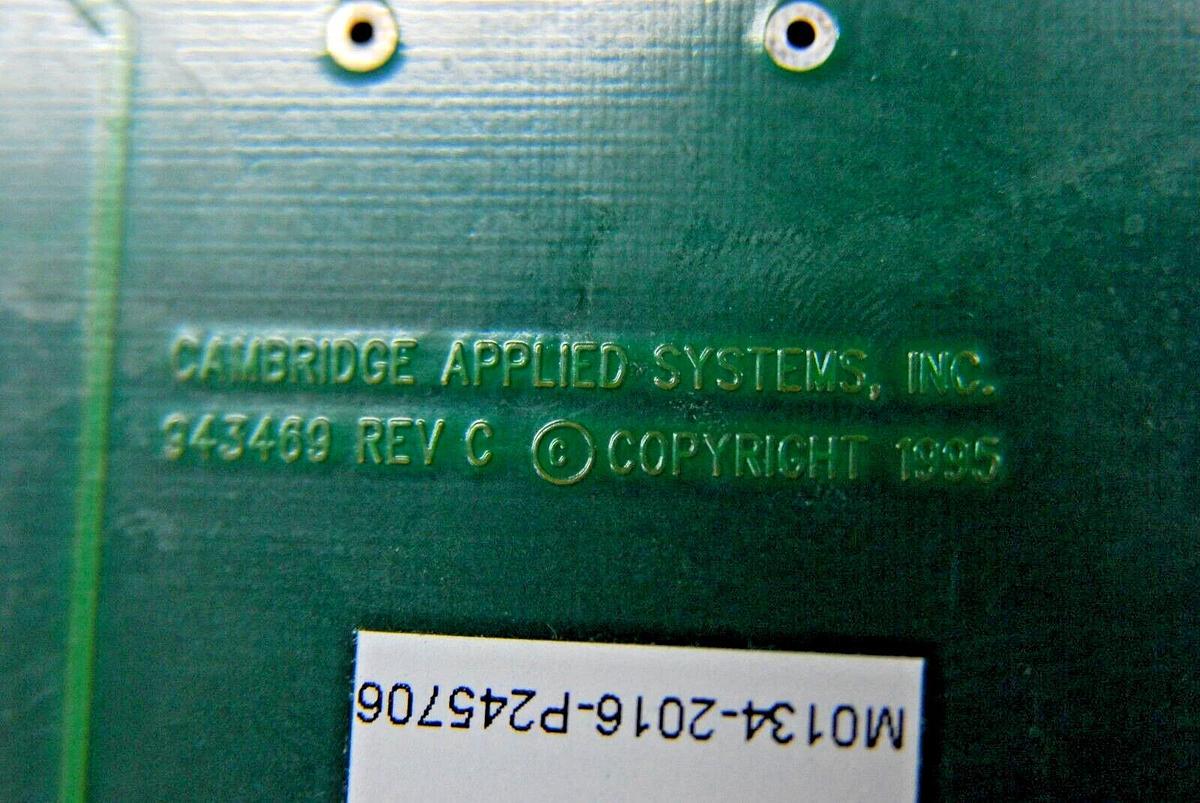 CAMBRIDGE APPLIED SYSTEMS, INC.
943469 REV C © COPYRIGHT 1995
M0134-2016-P245706